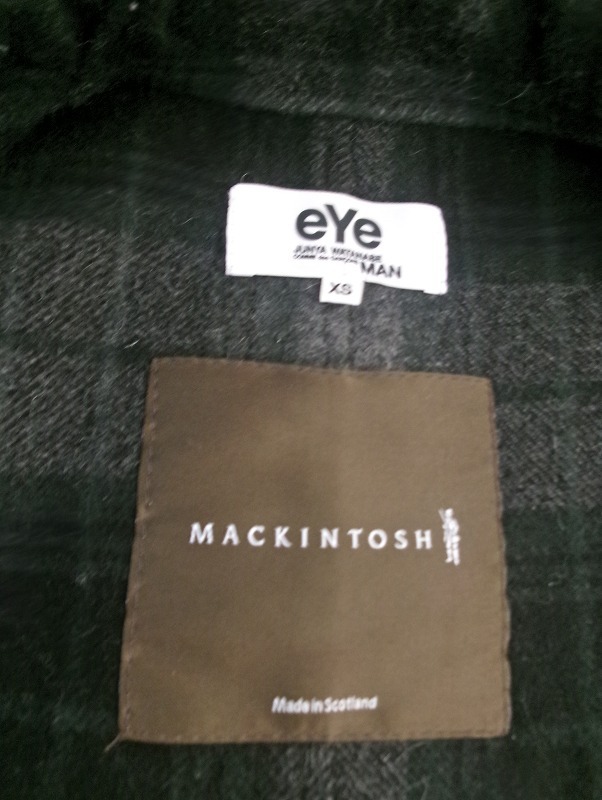 eYe
JUNYA WATANABE
COMME des GARÇONS
MAN
XS
MACKINTOSH
Made in Scotland